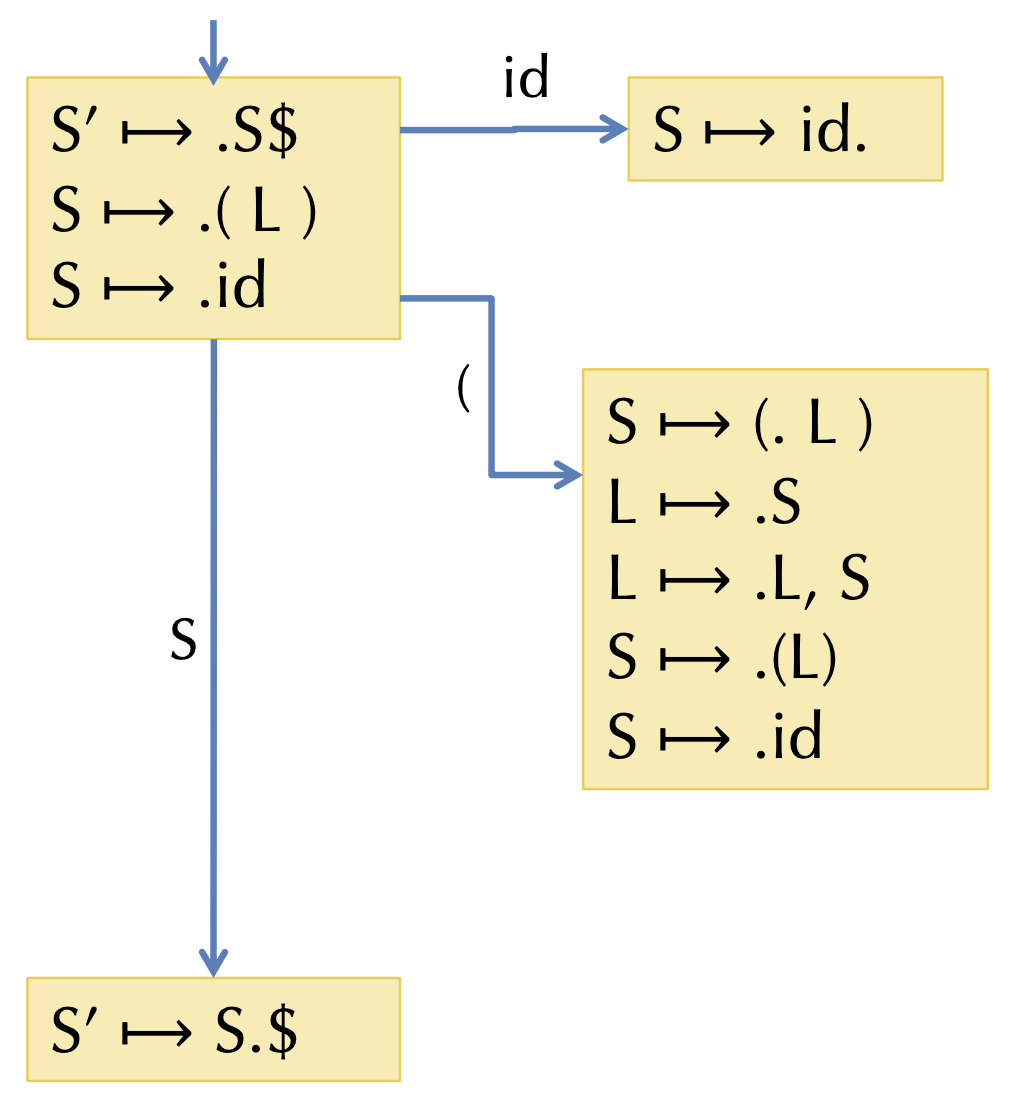 S′ ⟼ .S$
S ⟼ .( L )
S ⟼ .id
id
S ⟼ id.
(
S ⟼ (. L )
L ⟼ .S
L ⟼ .L, S
S ⟼ .(L)
S ⟼ .id
S
S′ ⟼ S.$